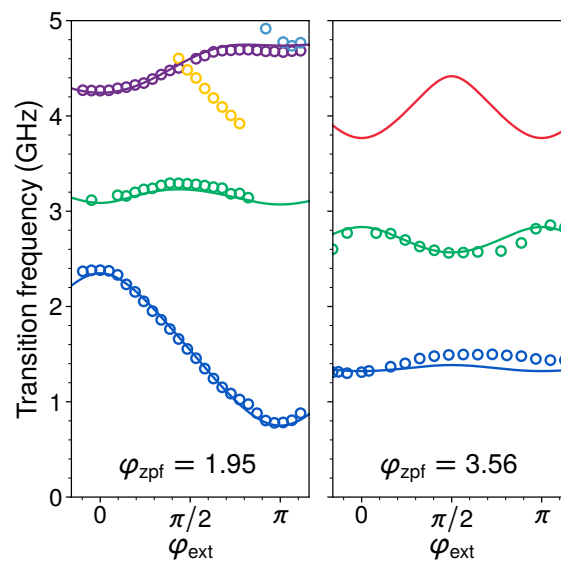 Transition frequency (GHz)
5
4
3
2
1
0
φzpf = 1.95
φzpf = 3.56
0 π/2 π
0 π/2 π
φext
φext